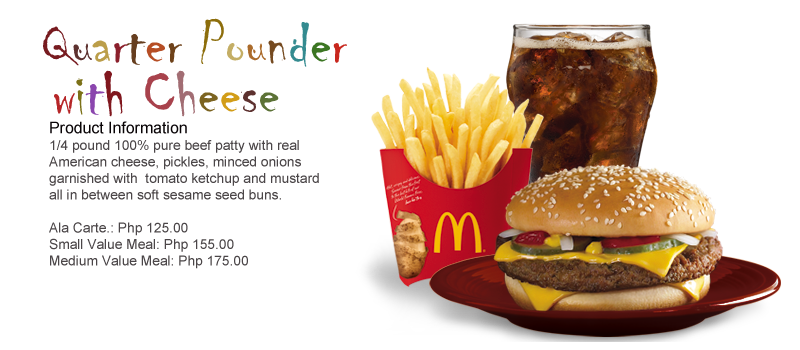 Quarter Pounder
with Cheese
Product Information
1/4 pound 100% pure beef patty with real
American cheese, pickles, minced onions
garnished with  tomato ketchup and mustard
all in between soft sesame seed buns.
Ala Carte.: Php 125.00
Small Value Meal: Php 155.00
Medium Value Meal: Php 175.00